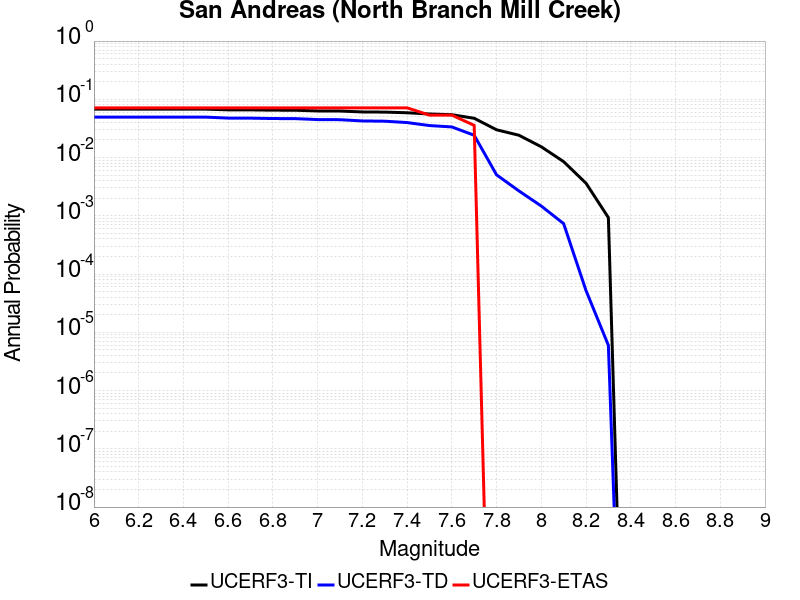 San Andreas (North Branch Mill Creek)
10^0
10^-1
10^-2
10^-3
10^-4
10^-5
10^-6
10^-7
10^-8
Annual Probability
6 6.2 6.4 6.6 6.8 7 7.2 7.4 7.6 7.8 8 8.2 8.4 8.6 8.8 9
Magnitude
UCERF3-TI UCERF3-TD UCERF3-ETAS